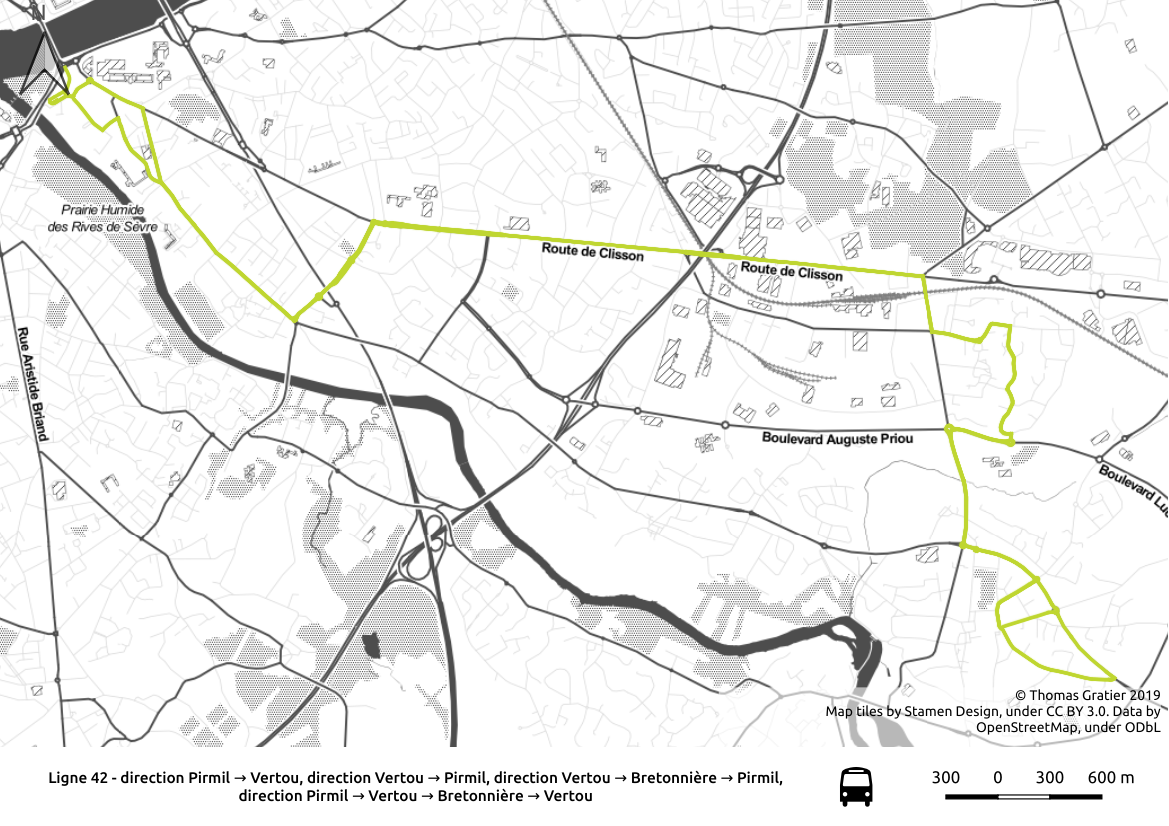 Prairie Humide
des Rives de Sèvre
Route de Clisson
Route de Clisson
Rue Aristide Briand
Boulevard Auguste Priou
Boulevard Luc
© Thomas Gratier 2019
Map tiles by Stamen Design, under CC BY 3.0. Data by
OpenStreetMap, under ODbL
Ligne 42 - direction Pirmil → Vertou, direction Vertou → Pirmil, direction Vertou → Bretonnière → Pirmil,
direction Pirmil → Vertou → Bretonnière → Vertou
300 0 300 600 m